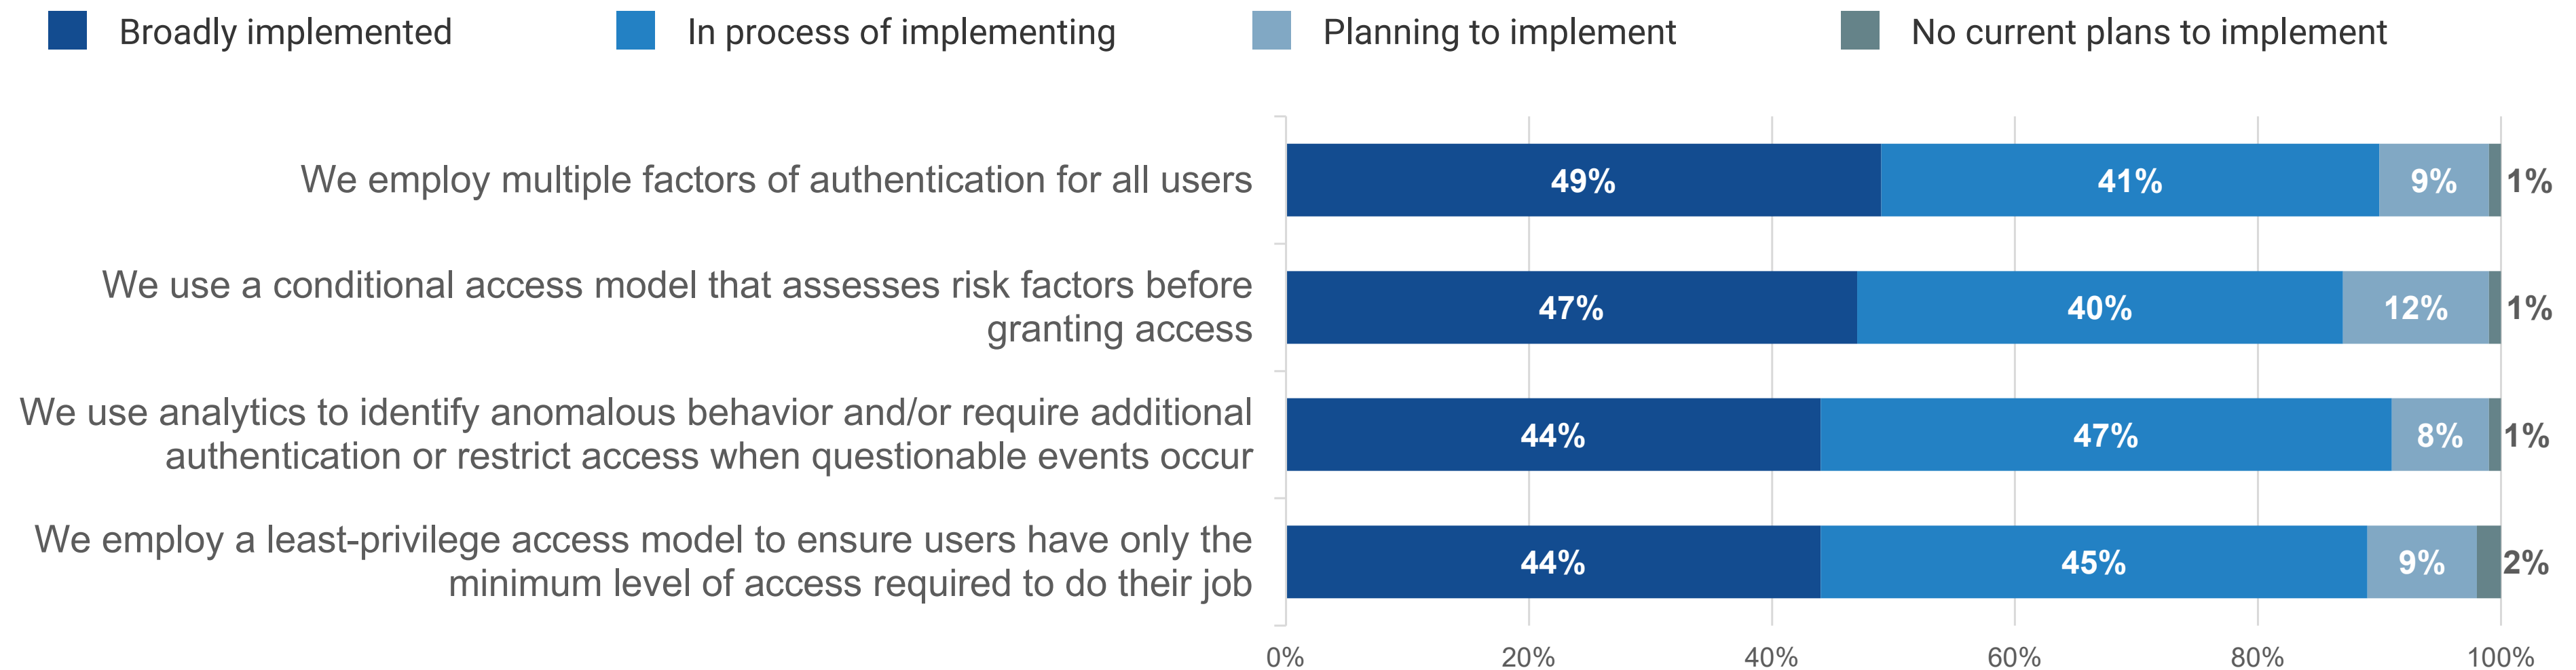 Broadly implemented In process of implementing Planning to implement No current plans to implement
We employ multiple factors of authentication for all users 49% 41% 9% 1%
We use a conditional access model that assesses risk factors before
granting access 47% 40% 12% 1%
We use analytics to identify anomalous behavior and/or require additional
authentication or restrict access when questionable events occur 44% 47% 8% 1%
We employ a least-privilege access model to ensure users have only the
minimum level of access required to do their job 44% 45% 9% 2%
0% 20% 40% 60% 80% 100%